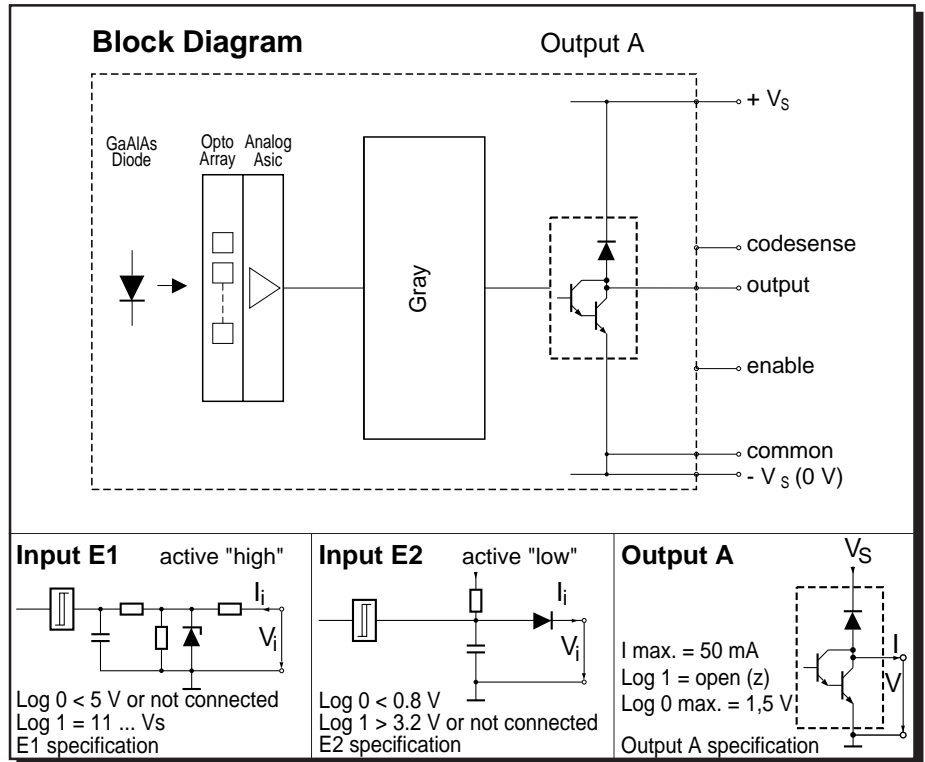 Block Diagram
Output A
+ VS
GaAlAs
Diode
Opto
Array
Analog
Asic
Gray
codesense
output
enable
common
- VS (0 V)
Input E1 active "high"
Ii
Vi
Log 0 < 5 V or not connected
Log 1 = 11 ... Vs
E1 specification
Input E2 active "low"
Ii
Vi
Log 0 < 0.8 V
Log 1 > 3.2 V or not connected
E2 specification
Output A
VS
I max. = 50 mA
Log 1 = open (z)
Log 0 max. = 1,5 V
I
V
Output A specification